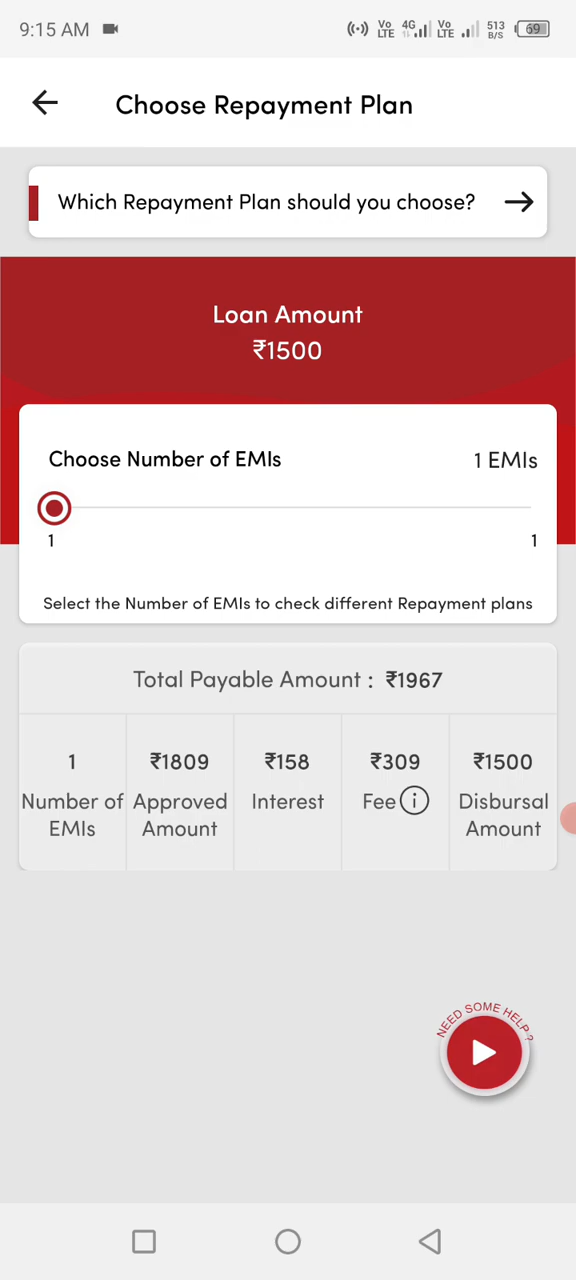 9:15 AM
Vo LTE 4G Vo LTE 513 B/S 69
Choose Repayment Plan
Which Repayment Plan should you choose?
Loan Amount
₹1500
Choose Number of EMIs 1 EMIs
1 1
Select the Number of EMIs to check different Repayment plans
Total Payable Amount : ₹1967
1 ₹1809 ₹158 ₹309 ₹1500
Number of Approved Interest Fee i Disbursal
EMIs Amount Amount
NEED SOME HELP?